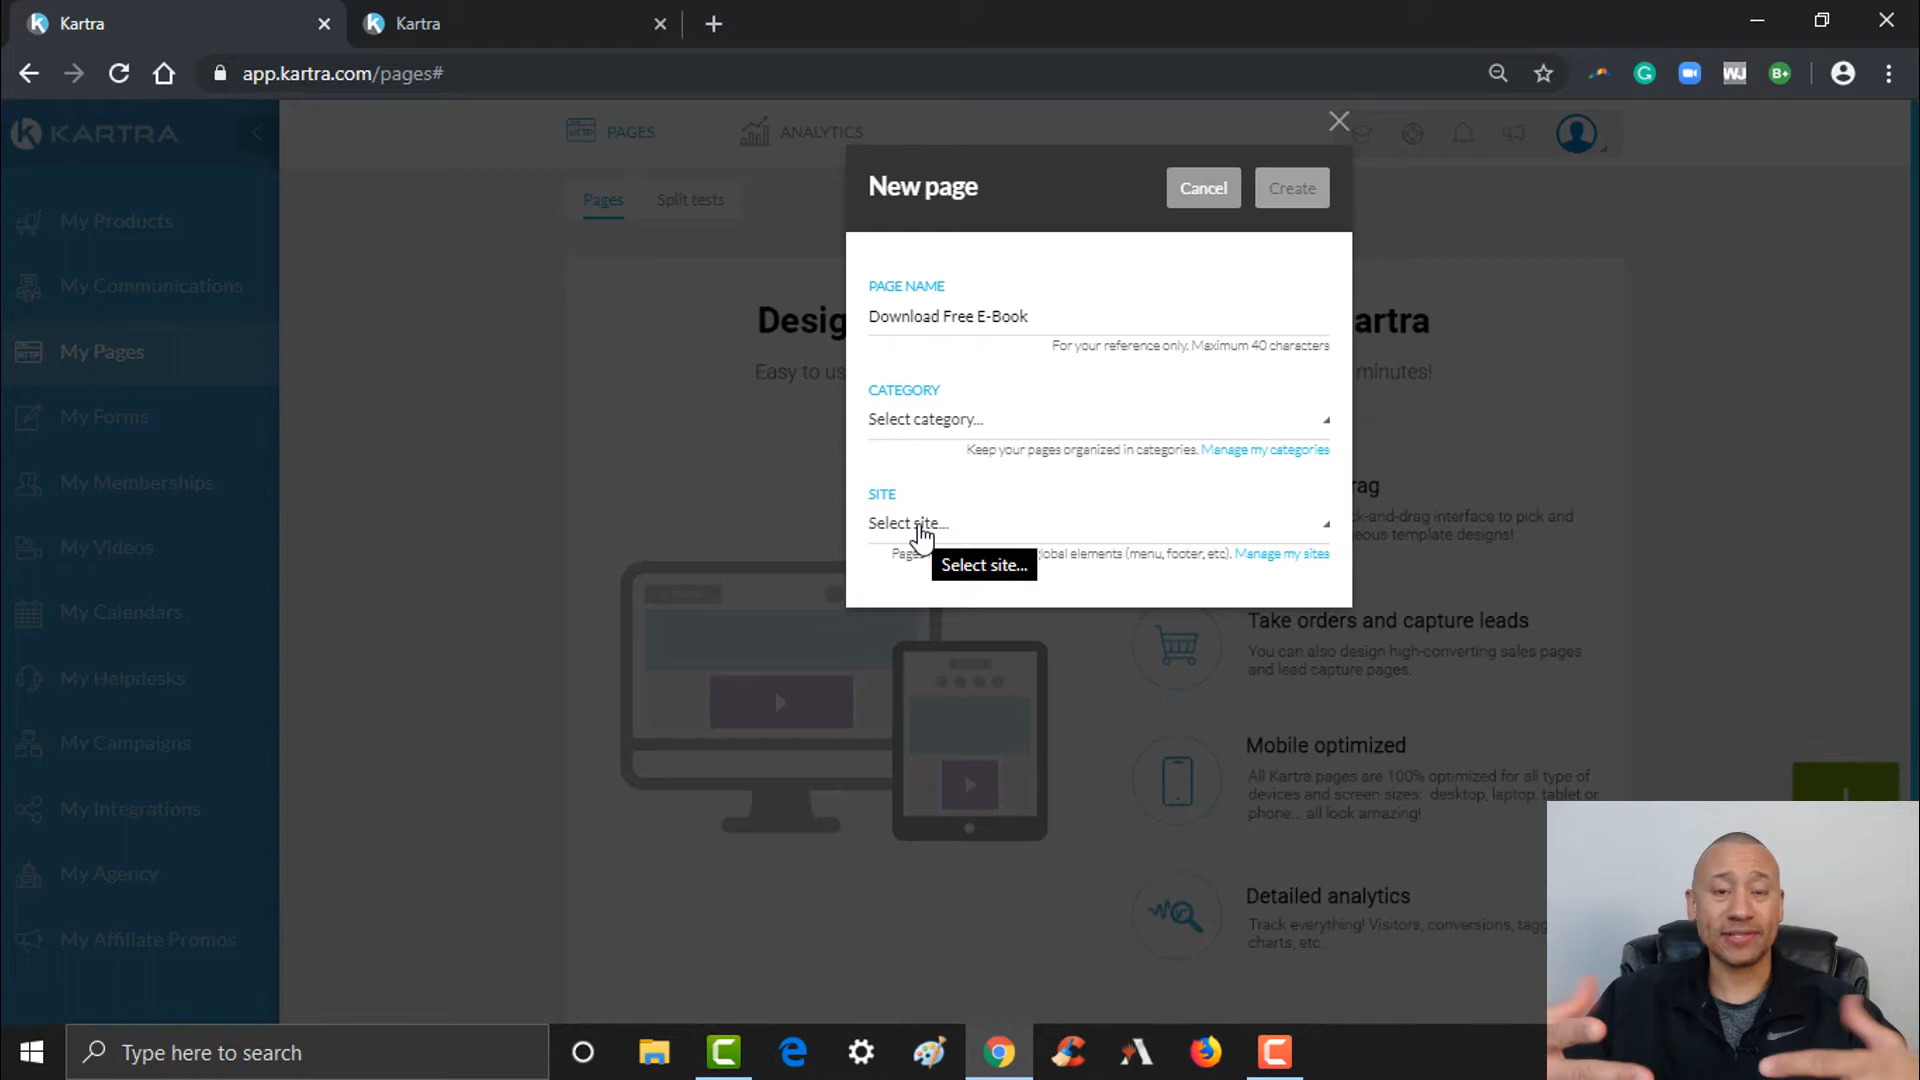 Kartra
Kartra
app.kartra.com/pages#
WJ
B+
KARTRA
PAGES
ANALYTICS
New page
Cancel
Create
Pages
Split tests
My Products
My Communications
My Pages
My Forms
My Memberships
My Videos
My Calendars
My Helpdesks
My Campaigns
My Integrations
My Agency
My Affiliate Promos
PAGE NAME
Download Free E-Book
For your reference only. Maximum 40 characters
CATEGORY
Select category...
Keep your pages organized in categories. Manage my categories
SITE
Select site...
Pages
global elements (menu, footer, etc). Manage my sites
Select site...
Desig
artra
Easy to u
minutes!
rag
ck-and-drag interface to pick and
eous template designs!
Take orders and capture leads
You can also design high-converting sales pages
and lead capture pages.
Mobile optimized
All Kartra pages are 100% optimized for all type of
devices and screen sizes: desktop, laptop, tablet or
phone... all look amazing!
Detailed analytics
Track everything! Visitors, conversions, tagg
charts, etc.
HTTP
HTTP
Type here to search